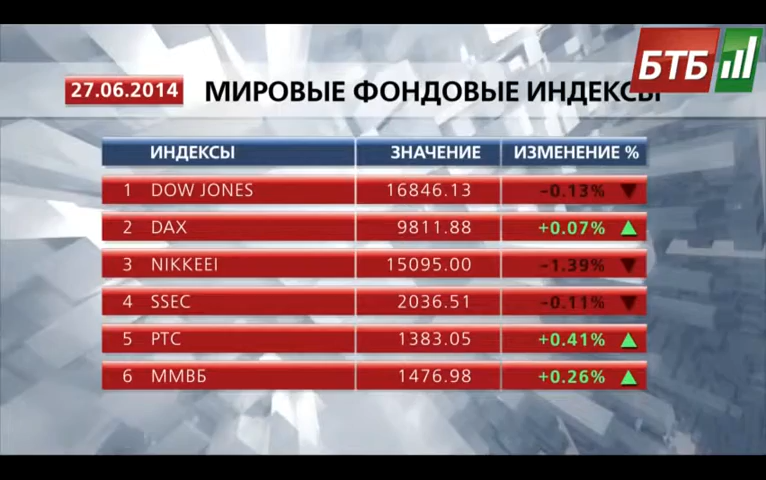 БТБ
27.06.2014 МИРОВЫЕ ФОНДОВЫЕ ИНДЕКСЫ
ИНДЕКСЫ ЗНАЧЕНИЕ ИЗМЕНЕНИЕ %
1 DOW JONES 16846.13 -0.13% ▼
2 DAX 9811.88 +0.07% ▲
3 NIKKEEI 15095.00 -1.39% ▼
4 SSEC 2036.51 -0.11% ▼
5 РТС 1383.05 +0.41% ▲
6 ММВБ 1476.98 +0.26% ▲